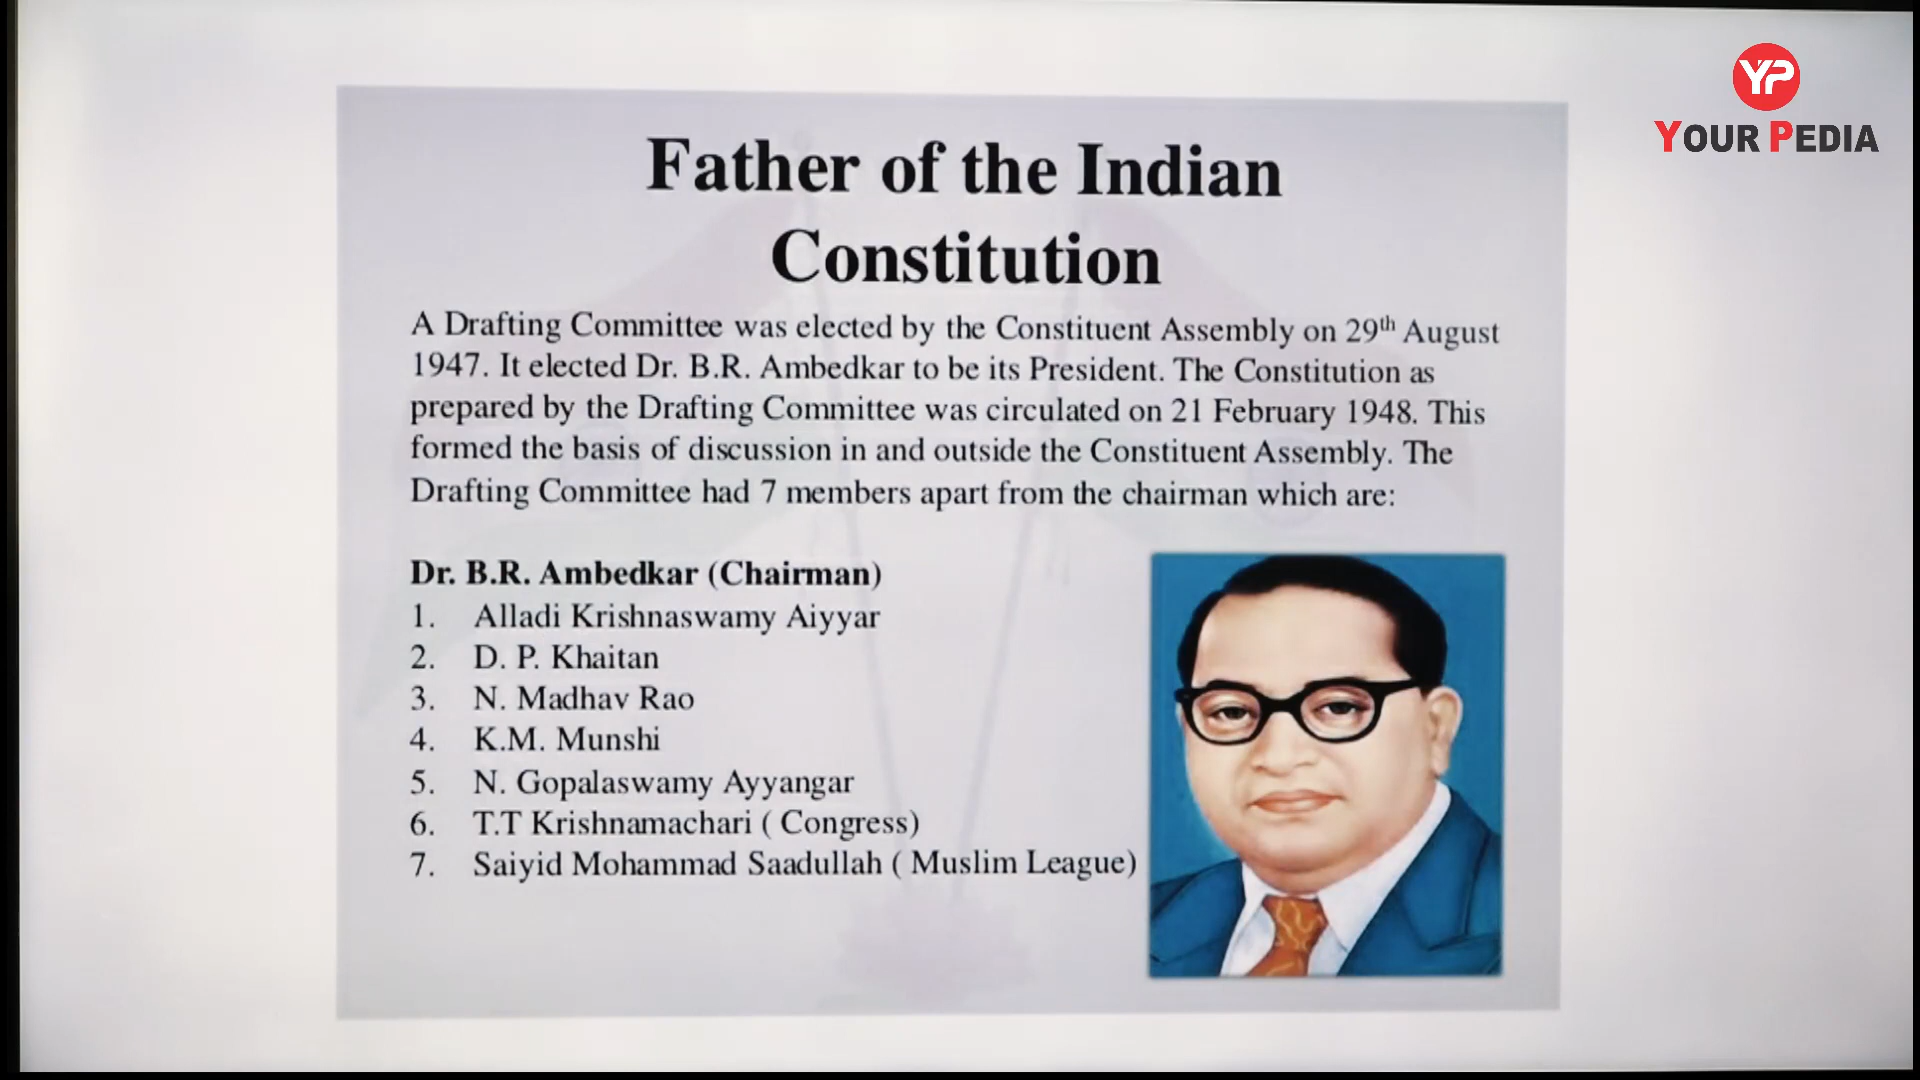 YP
YOUR PEDIA
Father of the Indian
Constitution
A Drafting Committee was elected by the Constituent Assembly on 29th August
1947. It elected Dr. B.R. Ambedkar to be its President. The Constitution as
prepared by the Drafting Committee was circulated on 21 February 1948. This
formed the basis of discussion in and outside the Constituent Assembly. The
Drafting Committee had 7 members apart from the chairman which are:
Dr. B.R. Ambedkar (Chairman)
1. Alladi Krishnaswamy Aiyyar
2. D. P. Khaitan
3. N. Madhav Rao
4. K.M. Munshi
5. N. Gopalaswamy Ayyangar
6. T.T Krishnamachari ( Congress)
7. Saiyid Mohammad Saadullah ( Muslim League)